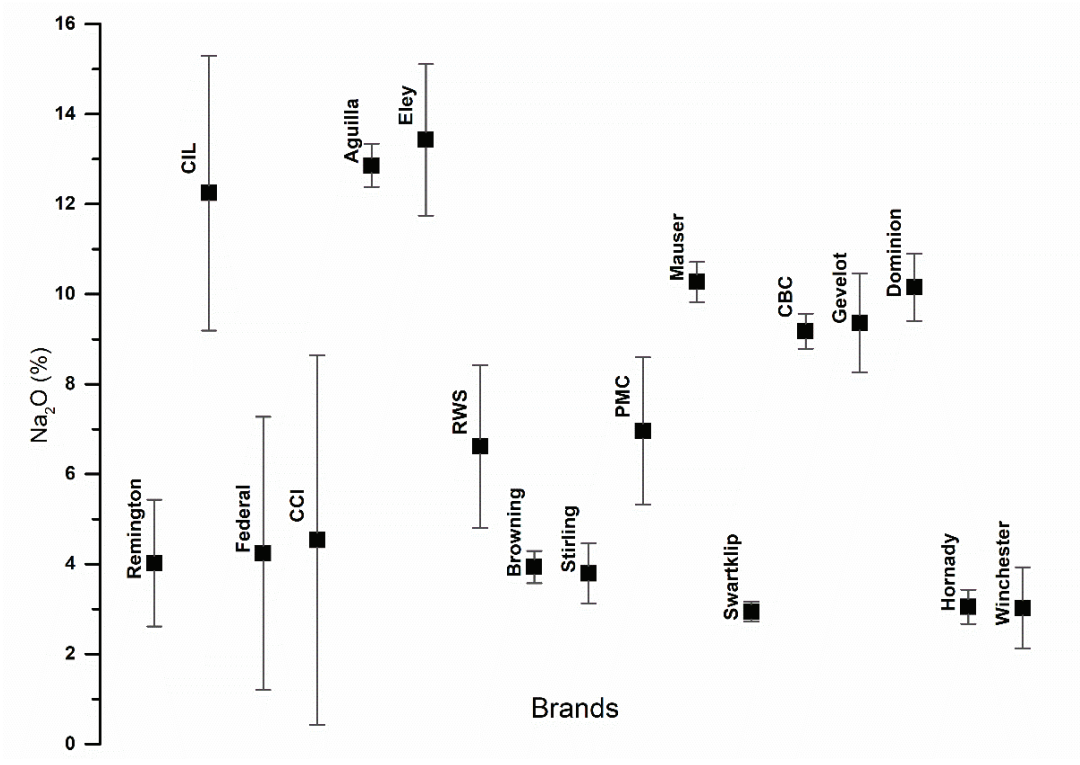 16
14
12
10
8
6
4
2
0
Na2O (%)
Remington
CIL
Federal
CCI
Aguilla
Eley
RWS
Browning
Stirling
PMC
Mauser
Swartklip
CBC
Gevelot
Dominion
Hornady
Winchester
Brands